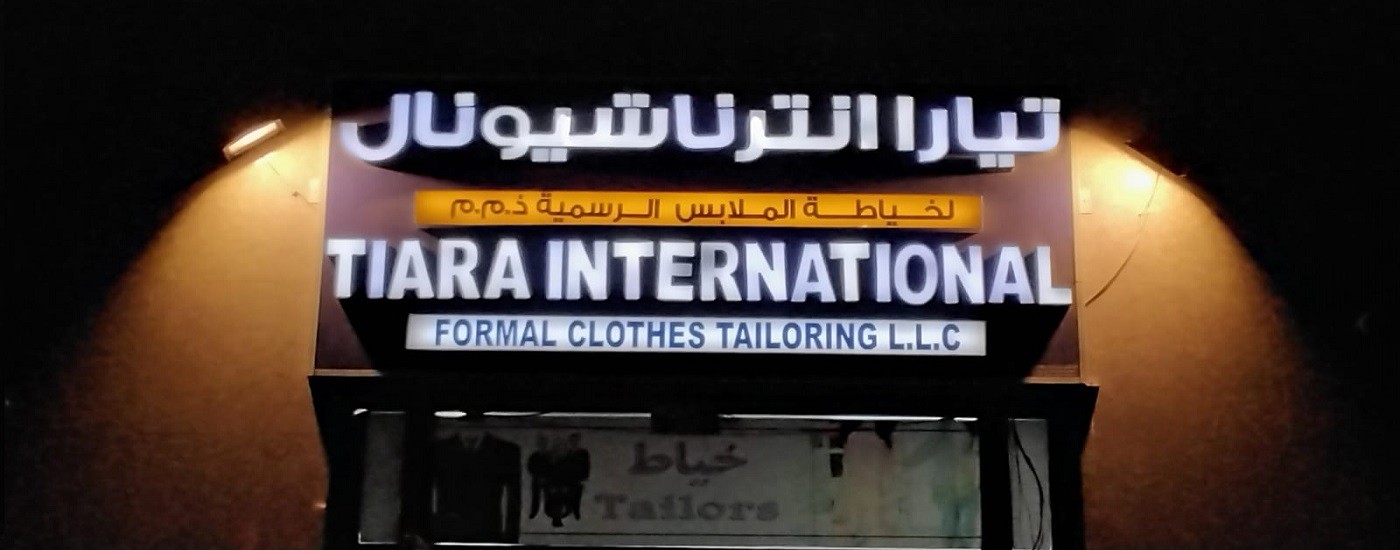 تيارا انترناشيونال
لخياطة الملابس الرسمية ذ.م.م
TIARA INTERNATIONAL
FORMAL CLOTHES TAILORING L.L.C
خياط
Tailors